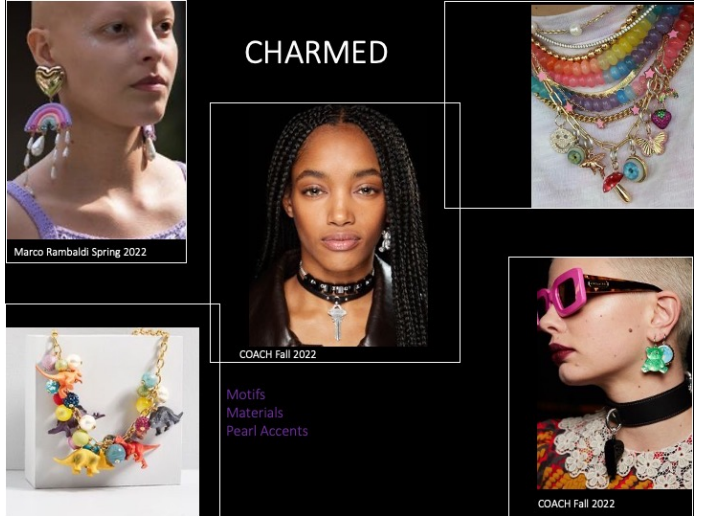 CHARMED
Marco Rambaldi Spring 2022
COACH Fall 2022
Motifs
Materials
Pearl Accents
COACH Fall 2022